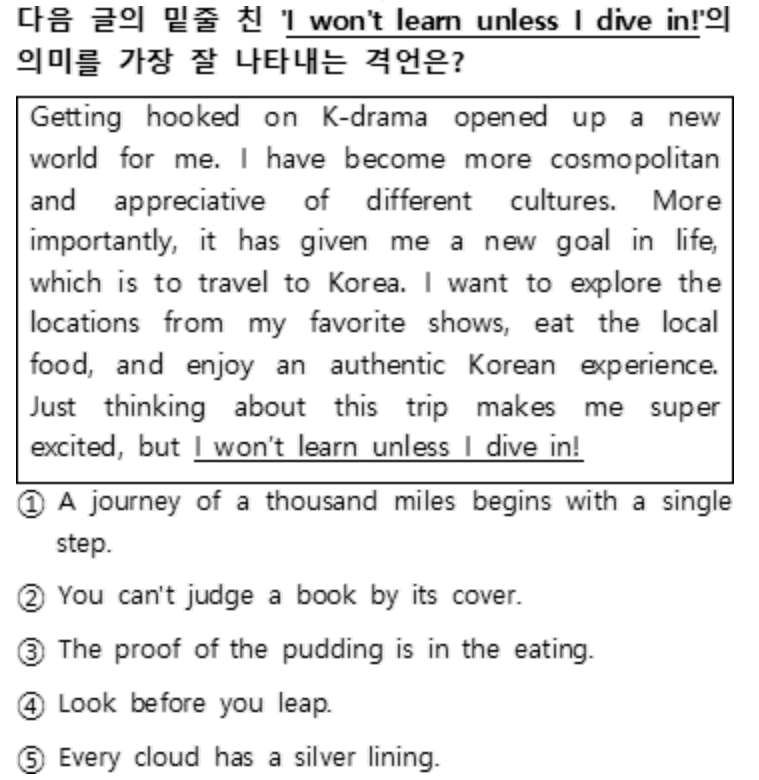 다음 글의 밑줄 친 'I won't learn unless I dive in!'의
의미를 가장 잘 나타내는 격언은?
Getting hooked on K-drama opened up a new
world for me. I have become more cosmopolitan
and appreciative of different cultures. More
importantly, it has given me a new goal in life,
which is to travel to Korea. I want to explore the
locations from my favorite shows, eat the local
food, and enjoy an authentic Korean experience.
Just thinking about this trip makes me super
excited, but I won't learn unless I dive in!
① A journey of a thousand miles begins with a single
step.
② You can't judge a book by its cover.
③ The proof of the pudding is in the eating.
④ Look before you leap.
⑤ Every cloud has a silver lining.